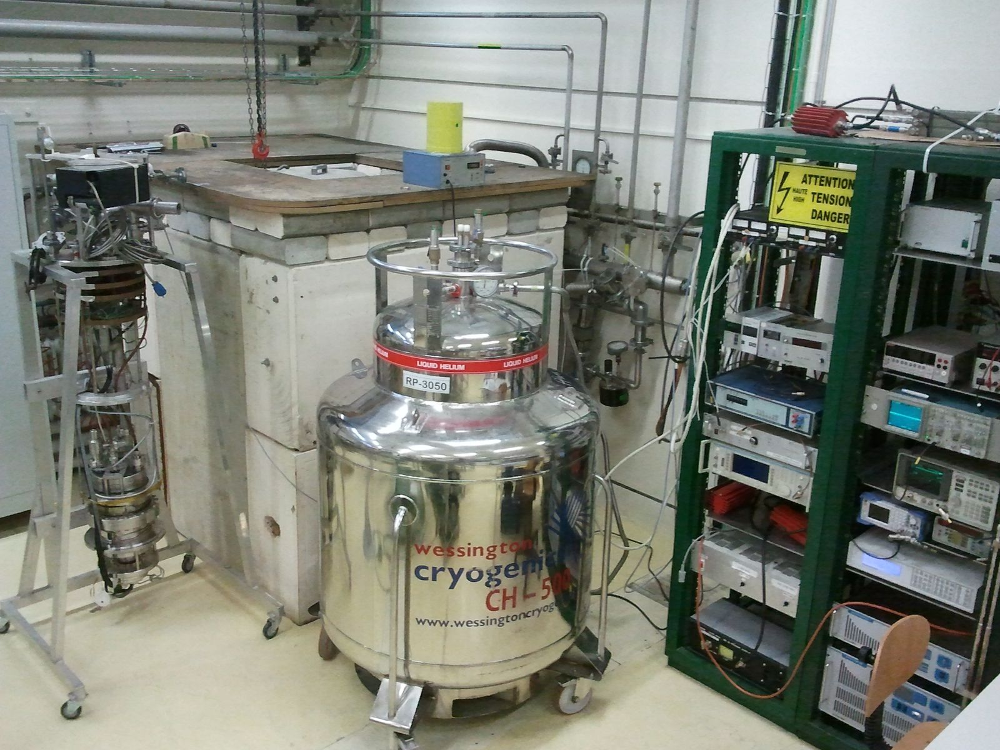 ATTENTION
HAUTE TENSION
HIGH
DANGER
LIQUID HELIUM LIQUID HELIUM
RP-3050
wessington
cryogenic
CH - 500
www.wessingtoncryog